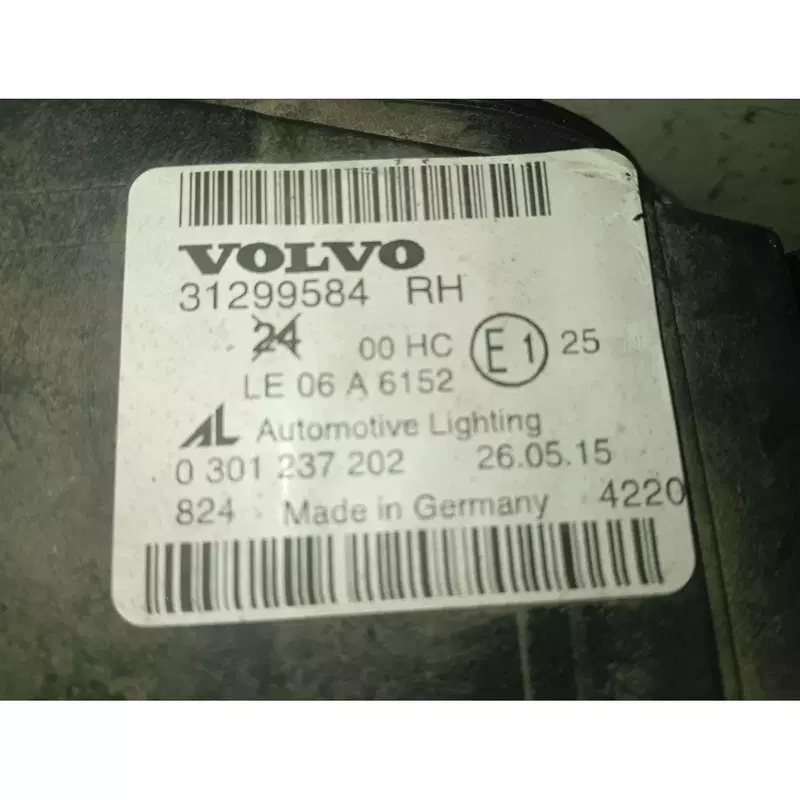 VOLVO
31299584 RH
24 00 HC E1 25
LE 06 A 6152
AL Automotive Lighting
0 301 237 202 26.05.15
824 Made in Germany 4220